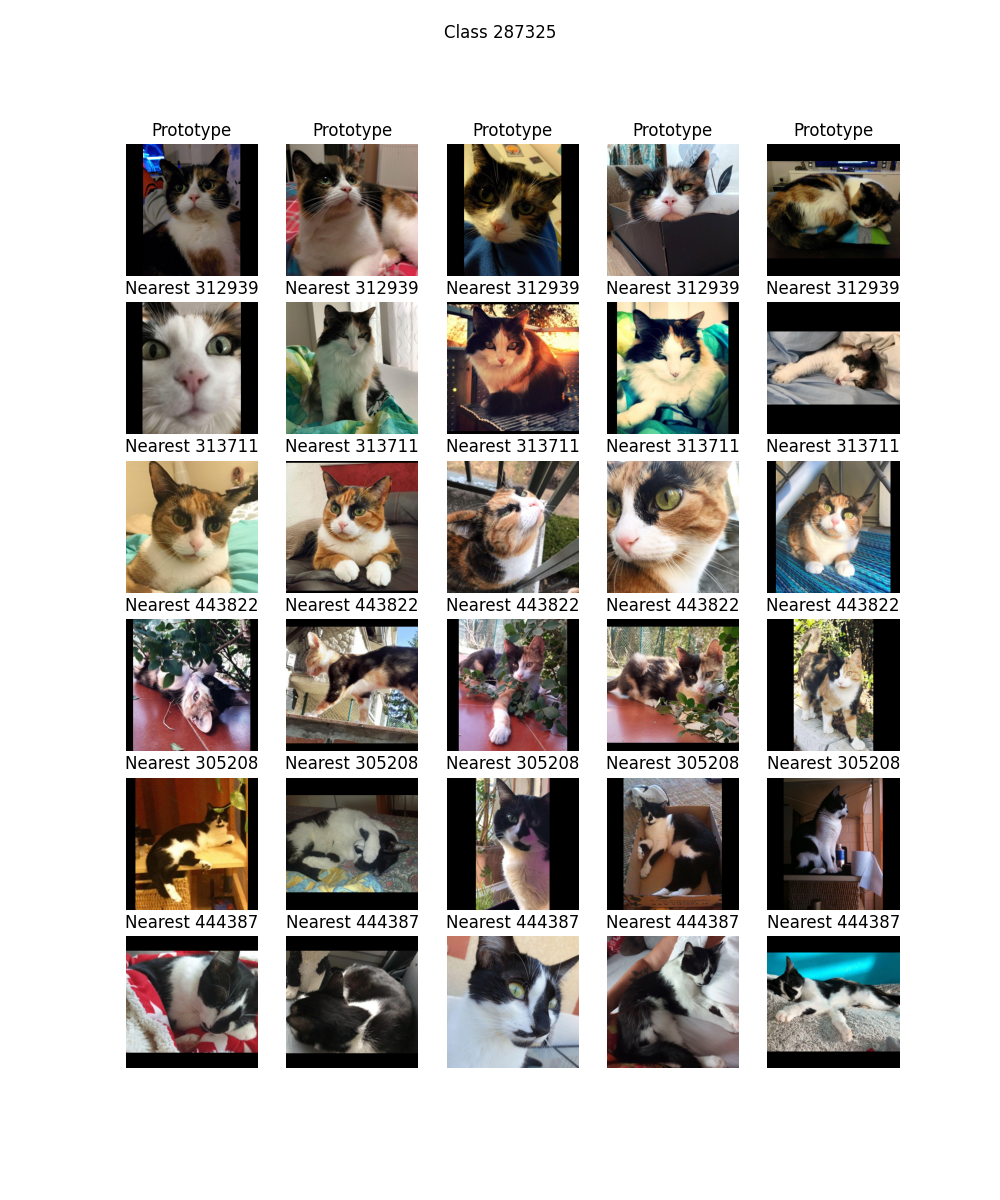 Class 287325
Prototype Prototype Prototype Prototype Prototype
Nearest 312939 Nearest 312939 Nearest 312939 Nearest 312939 Nearest 312939
Nearest 313711 Nearest 313711 Nearest 313711 Nearest 313711 Nearest 313711
Nearest 443822 Nearest 443822 Nearest 443822 Nearest 443822 Nearest 443822
Nearest 305208 Nearest 305208 Nearest 305208 Nearest 305208 Nearest 305208
Nearest 444387 Nearest 444387 Nearest 444387 Nearest 444387 Nearest 444387